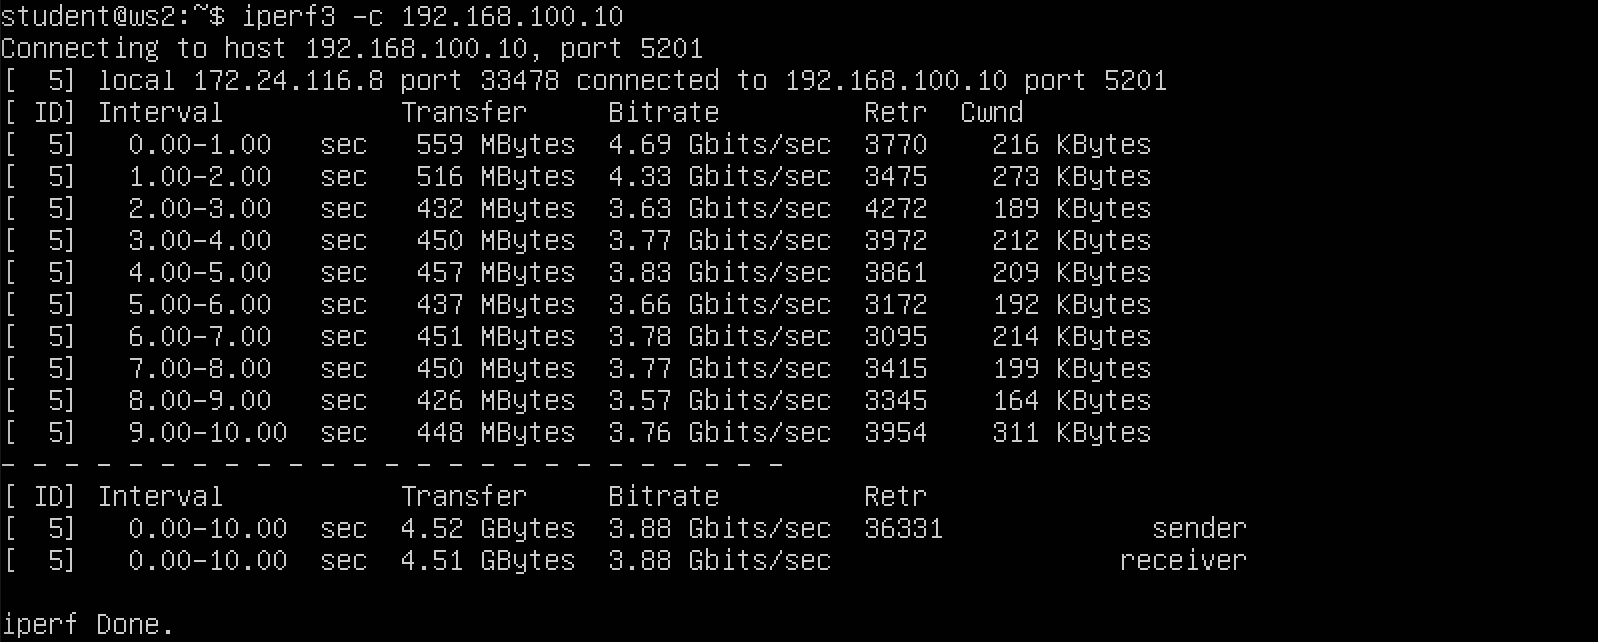 student@ws2:~$ iperf3 -c 192.168.100.10
Connecting to host 192.168.100.10, port 5201
[  5] local 172.24.116.8 port 33478 connected to 192.168.100.10 port 5201
[ ID] Interval           Transfer     Bitrate         Retr  Cwnd
[  5]   0.00-1.00   sec   559 MBytes  4.69 Gbits/sec  3770    216 KBytes
[  5]   1.00-2.00   sec   516 MBytes  4.33 Gbits/sec  3475    273 KBytes
[  5]   2.00-3.00   sec   432 MBytes  3.63 Gbits/sec  4272    189 KBytes
[  5]   3.00-4.00   sec   450 MBytes  3.77 Gbits/sec  3972    212 KBytes
[  5]   4.00-5.00   sec   457 MBytes  3.83 Gbits/sec  3861    209 KBytes
[  5]   5.00-6.00   sec   437 MBytes  3.66 Gbits/sec  3172    192 KBytes
[  5]   6.00-7.00   sec   451 MBytes  3.78 Gbits/sec  3095    214 KBytes
[  5]   7.00-8.00   sec   450 MBytes  3.77 Gbits/sec  3415    199 KBytes
[  5]   8.00-9.00   sec   426 MBytes  3.57 Gbits/sec  3345    164 KBytes
[  5]   9.00-10.00  sec   448 MBytes  3.76 Gbits/sec  3954    311 KBytes
- - - - - - - - - - - - - - - - - - - - - - - - -
[ ID] Interval           Transfer     Bitrate         Retr
[  5]   0.00-10.00  sec  4.52 GBytes  3.88 Gbits/sec  36331             sender
[  5]   0.00-10.00  sec  4.51 GBytes  3.88 Gbits/sec                  receiver

iperf Done.